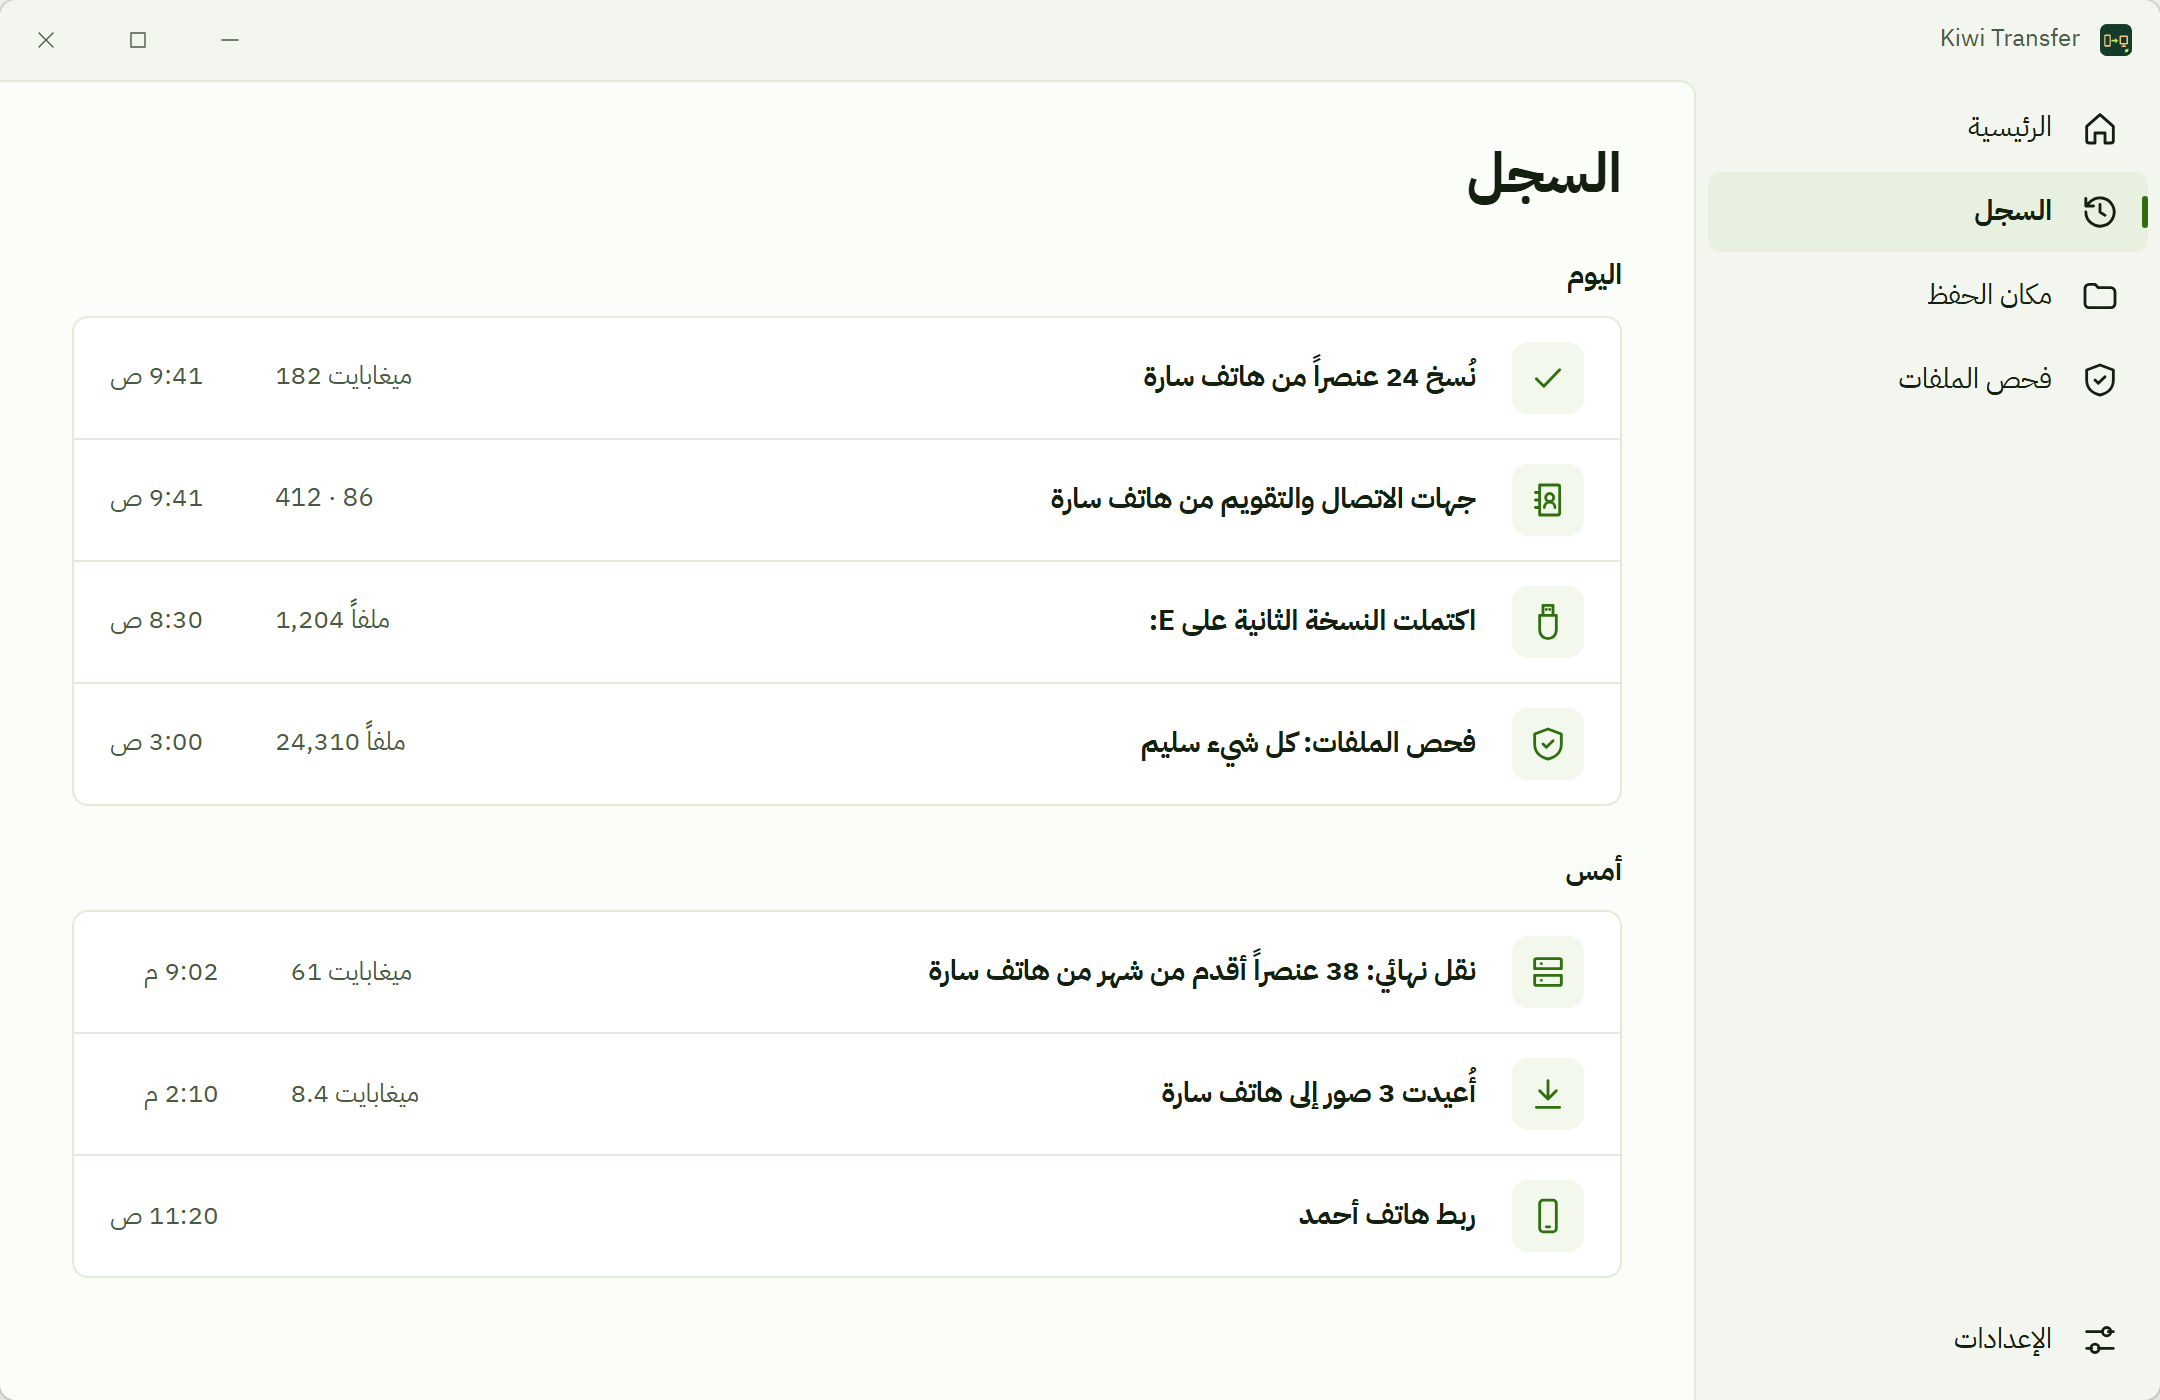 Kiwi Transfer
الرئيسية
السجل
مكان الحفظ
فحص الملفات
الإعدادات
السجل
اليوم
نُسخ 24 عنصراً من هاتف سارة
182 ميغابايت
9:41 ص
جهات الاتصال والتقويم من هاتف سارة
412 · 86
9:41 ص
اكتملت النسخة الثانية على E:
1,204 ملفاً
8:30 ص
فحص الملفات: كل شيء سليم
24,310 ملفاً
3:00 ص
أمس
نقل نهائي: 38 عنصراً أقدم من شهر من هاتف سارة
61 ميغابايت
9:02 م
أُعيدت 3 صور إلى هاتف سارة
8.4 ميغابايت
2:10 م
ربط هاتف أحمد
11:20 ص